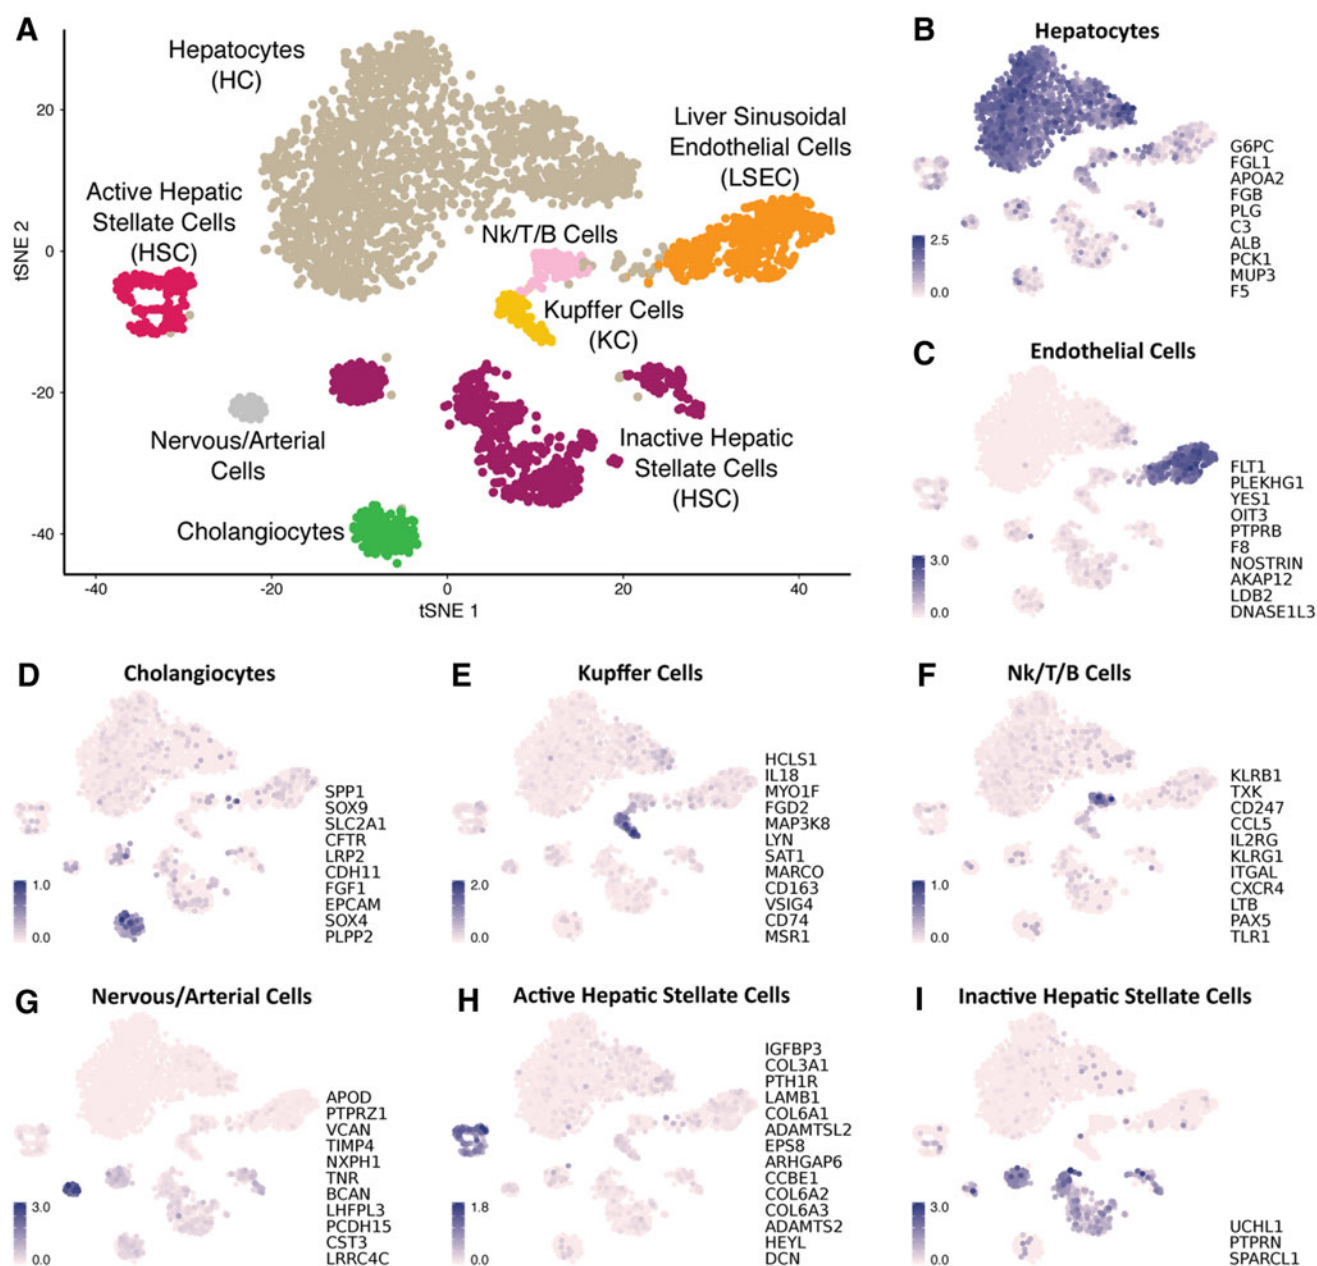 A
Hepatocytes
(HC)
Liver Sinusoidal
Endothelial Cells
(LSEC)
Active Hepatic
Stellate Cells
(HSC)
Nk/T/B Cells
Kupffer Cells
(KC)
Nervous/Arterial
Cells
Inactive Hepatic
Stellate Cells
(HSC)
Cholangiocytes
tSNE 2
20
0
-20
-40
-40
-20
0
20
40
tSNE 1
B
Hepatocytes
G6PC
FGL1
APOA2
FGB
PLG
C3
ALB
PCK1
MUP3
F5
2.5
0.0
C
Endothelial Cells
FLT1
PLEKHG1
YES1
OIT3
PTPRB
F8
NOSTRIN
AKAP12
LDB2
DNASE1L3
3.0
0.0
D
Cholangiocytes
SPP1
SOX9
SLC2A1
CFTR
LRP2
CDH11
FGF1
EPCAM
SOX4
PLPP2
1.0
0.0
E
Kupffer Cells
HCLS1
IL18
MYO1F
FGD2
MAP3K8
LYN
SAT1
MARCO
CD163
VSIG4
CD74
MSR1
2.0
0.0
F
Nk/T/B Cells
KLRB1
TXK
CD247
CCL5
IL2RG
KLRG1
ITGAL
CXCR4
LTB
PAX5
TLR1
1.0
0.0
G
Nervous/Arterial Cells
APOD
PTPRZ1
VCAN
TIMP4
NXPH1
TNR
BCAN
LHFPL3
PCDH15
CST3
LRRC4C
3.0
0.0
H
Active Hepatic Stellate Cells
IGFBP3
COL3A1
PTH1R
LAMB1
COL6A1
ADAMTSL2
EPS8
ARHGAP6
CCBE1
COL6A2
COL6A3
ADAMTS2
HEYL
DCN
1.8
0.0
I
Inactive Hepatic Stellate Cells
UCHL1
PTPRN
SPARCL1
3.0
0.0